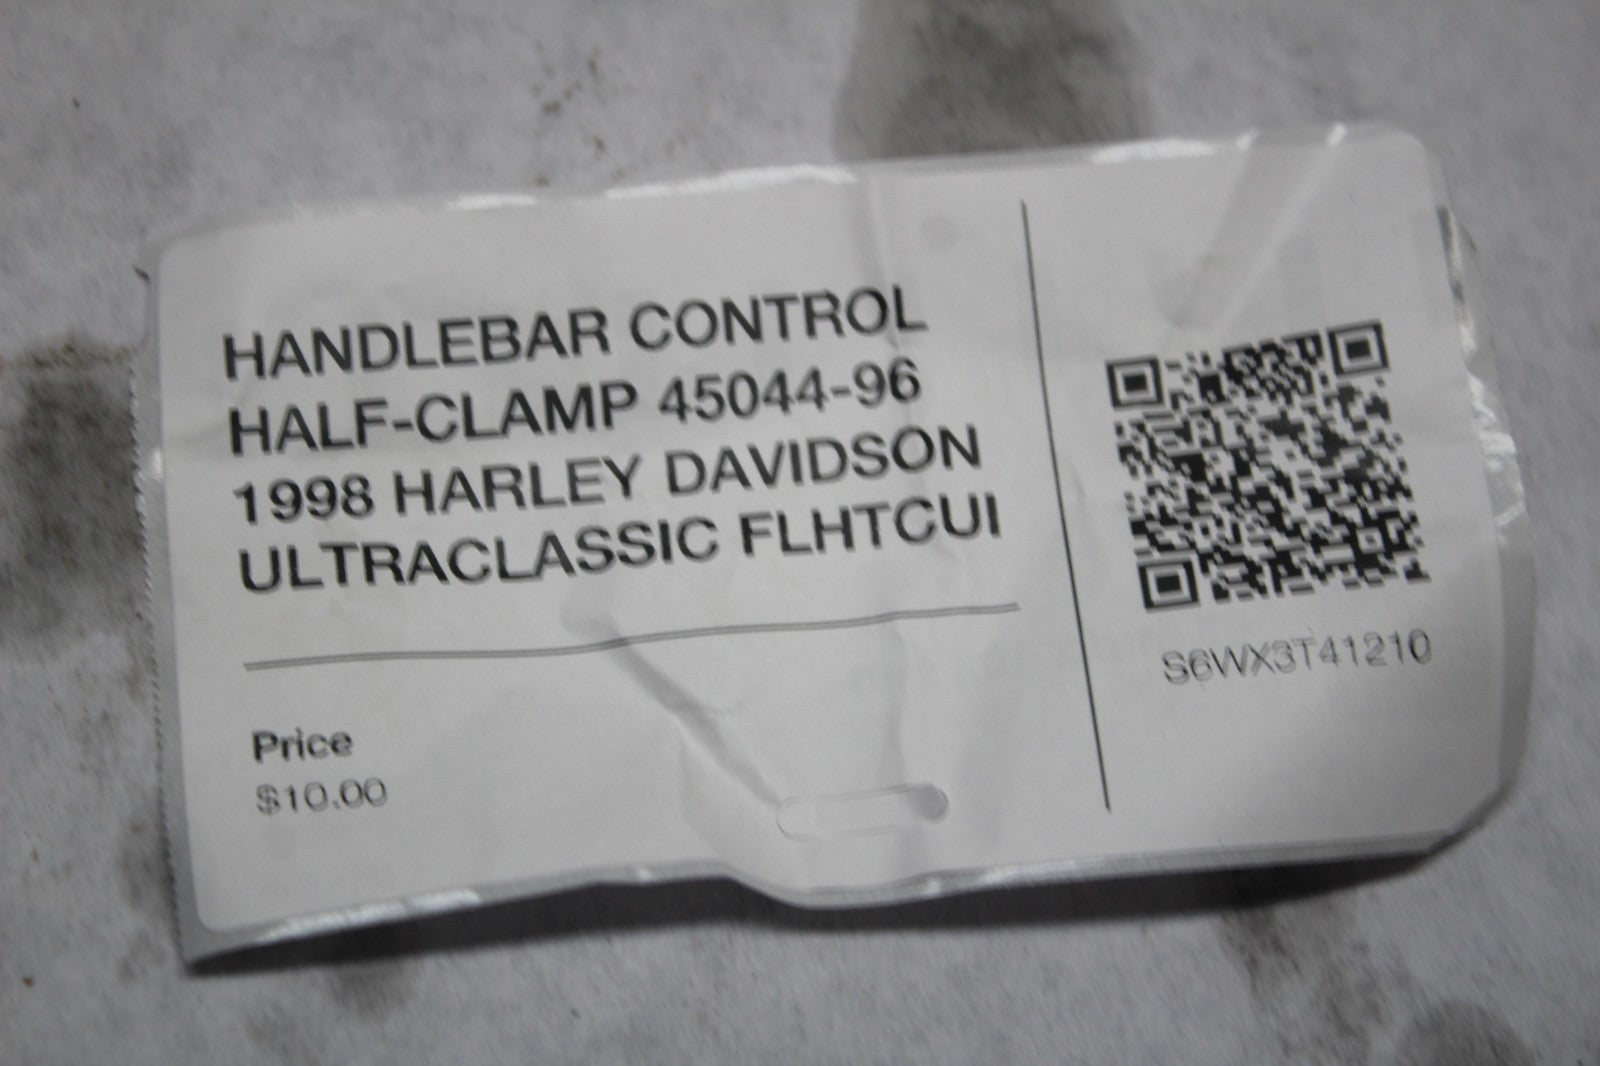 HANDLEBAR CONTROL
HALF-CLAMP 45044-96
1998 HARLEY DAVIDSON
ULTRACLASSIC FLHTCUI
Price
$10.00
S6WX3T41210